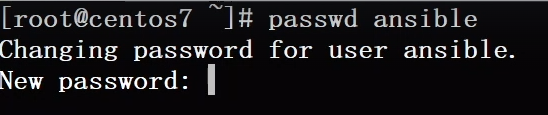 [root@centos7 ~]# passwd ansible
Changing password for user ansible.
New password: